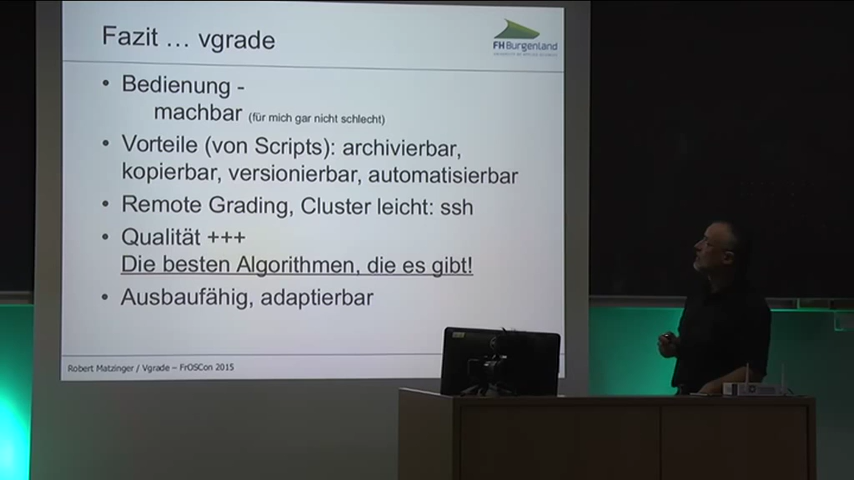 Fazit ... vgrade
FH Burgenland
• Bedienung -
machbar (für mich gar nicht schlecht)
• Vorteile (von Scripts): archivierbar,
kopierbar, versionierbar, automatisierbar
• Remote Grading, Cluster leicht: ssh
• Qualität +++
Die besten Algorithmen, die es gibt!
• Ausbaufähig, adaptierbar
Robert Matzinger / Vgrade – FrOSCon 2015